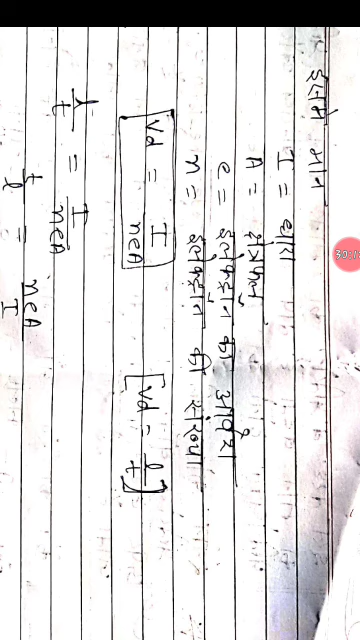 इसमें मान
I = धारा
A = क्षेत्रफल
e = इलेक्ट्रॉन का आवेश
n = इलेक्ट्रॉन की संख्या
Vd = I/neA [Vd = l/t]
l/t = I/neA
t/l = neA/I